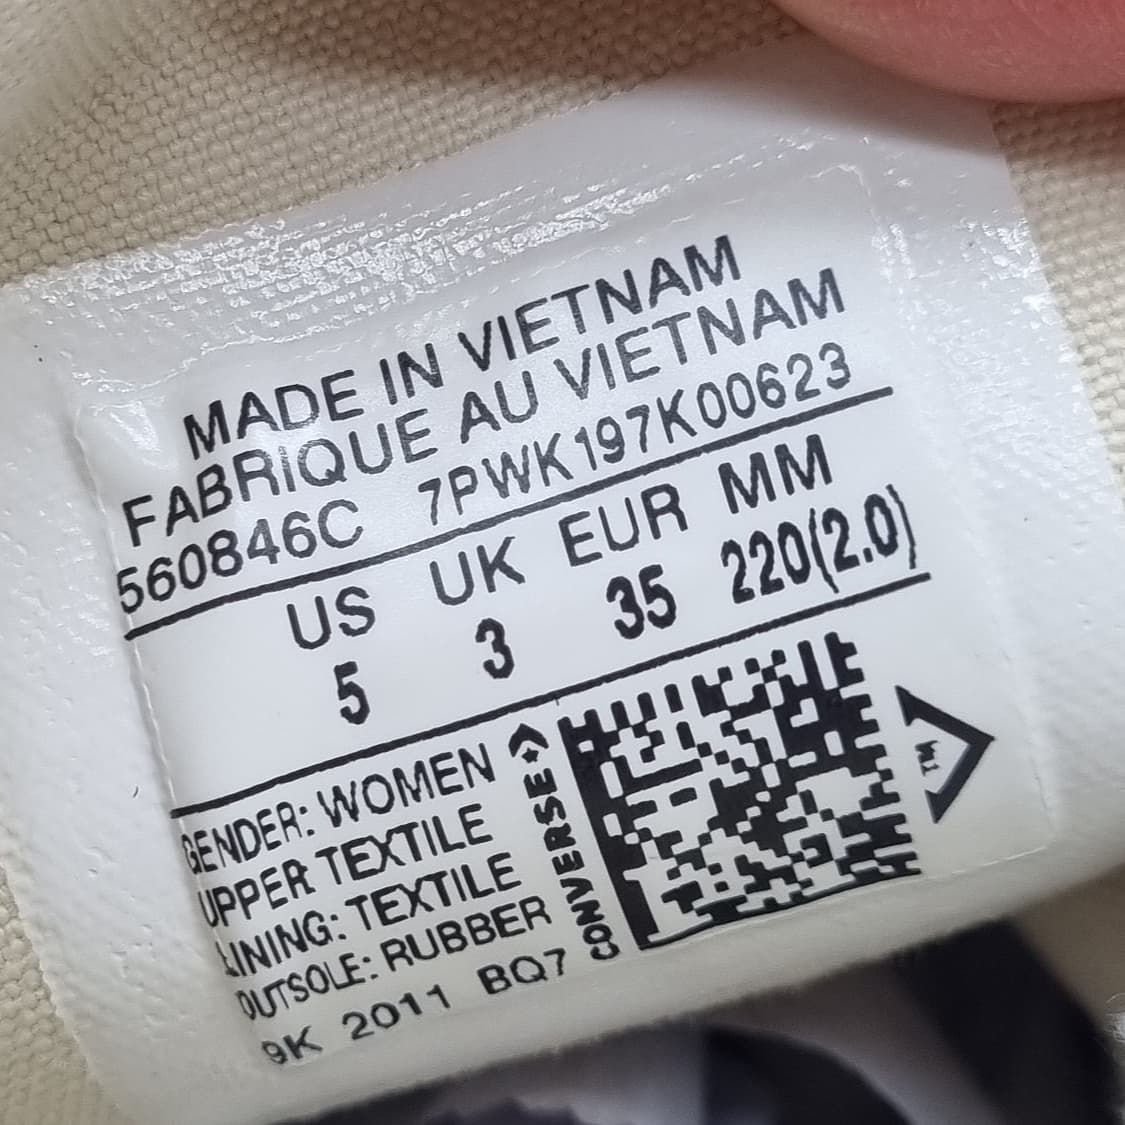 MADE IN VIETNAM
FABRIQUE AU VIETNAM
560846C 7PWK197K00623
US UK EUR MM
5 3 35 220(2.0)
GENDER: WOMEN
UPPER TEXTILE
LINING: TEXTILE
OUTSOLE: RUBBER
9K 2011 BQ7
CONVERSE
TM